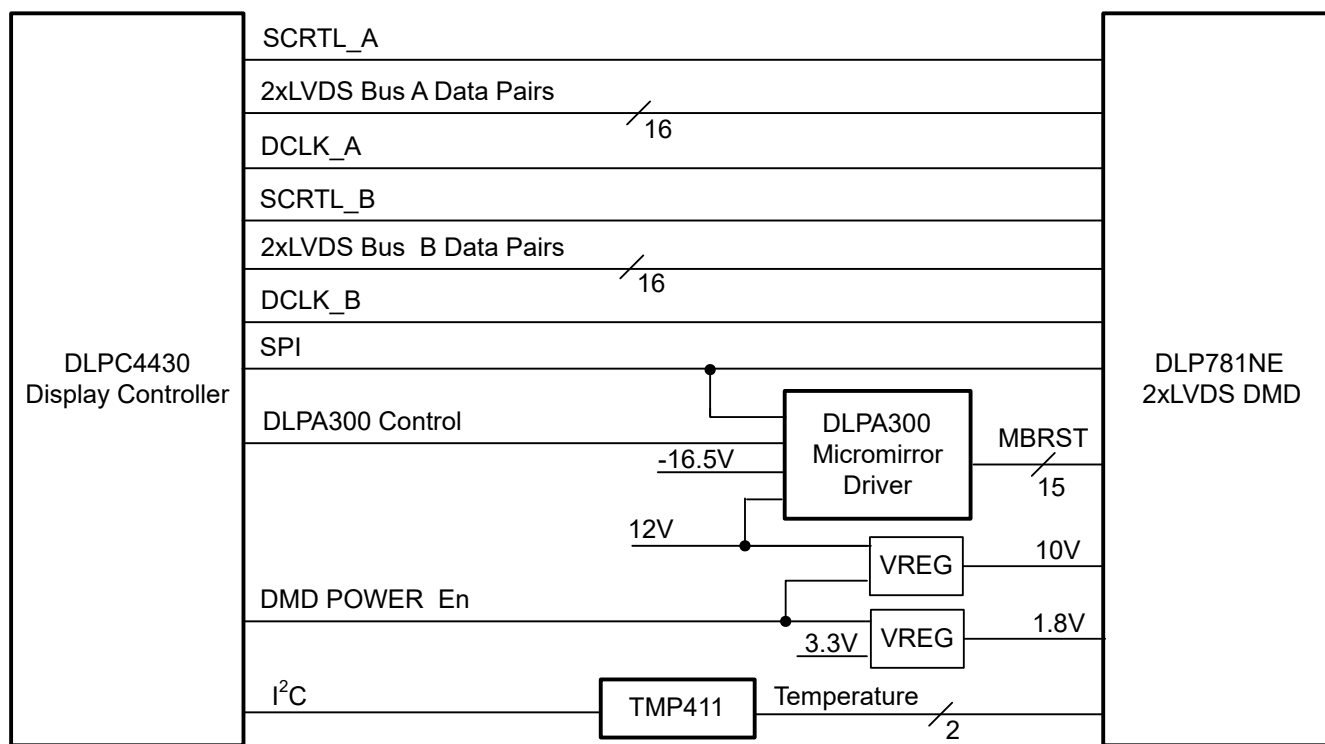 SCRTL_A
2xLVDS Bus A Data Pairs
16
DCLK_A
SCRTL_B
2xLVDS Bus B Data Pairs
16
DCLK_B
SPI
DLPC4430
Display Controller
DLP781NE
2xLVDS DMD
DLPA300 Control
DLPA300
Micromirror
Driver
MBRST
15
-16.5V
12V
VREG
10V
DMD POWER En
VREG
1.8V
3.3V
I²C
TMP411
Temperature
2